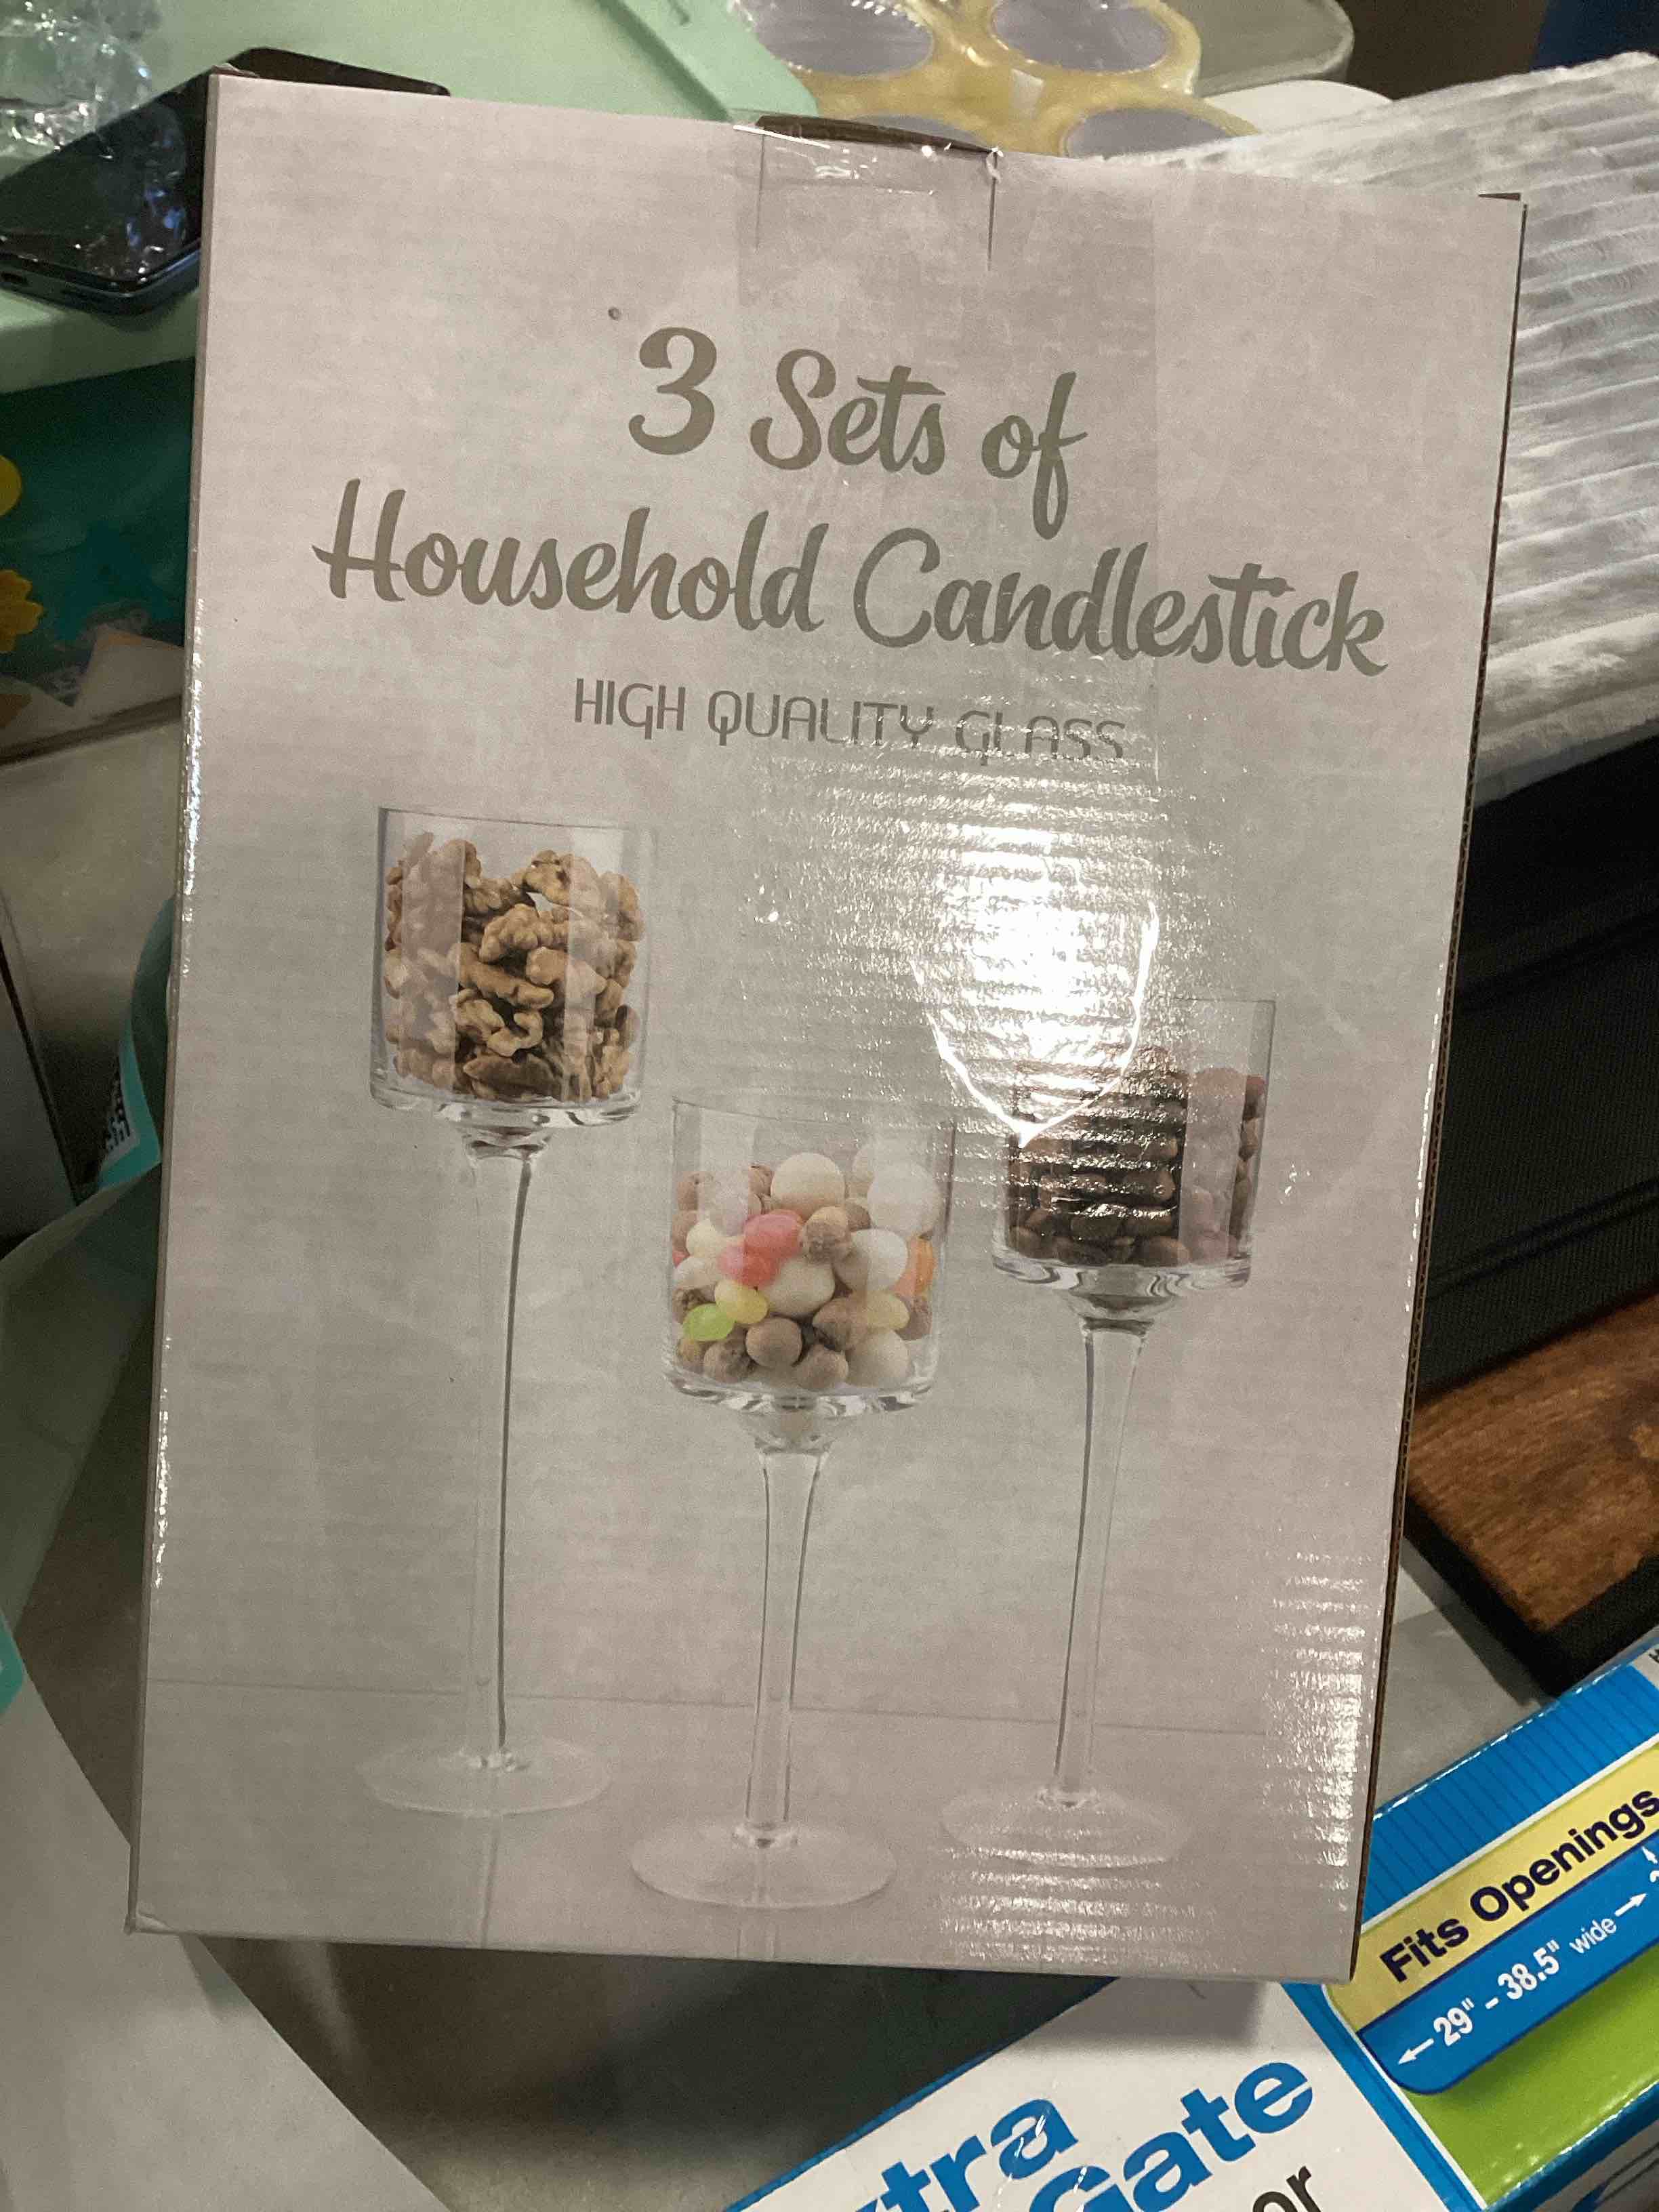 3 Sets of
Household Candlestick
HIGH QUALITY GLASS
Fits Openings
29" - 38.5" wide
Gate